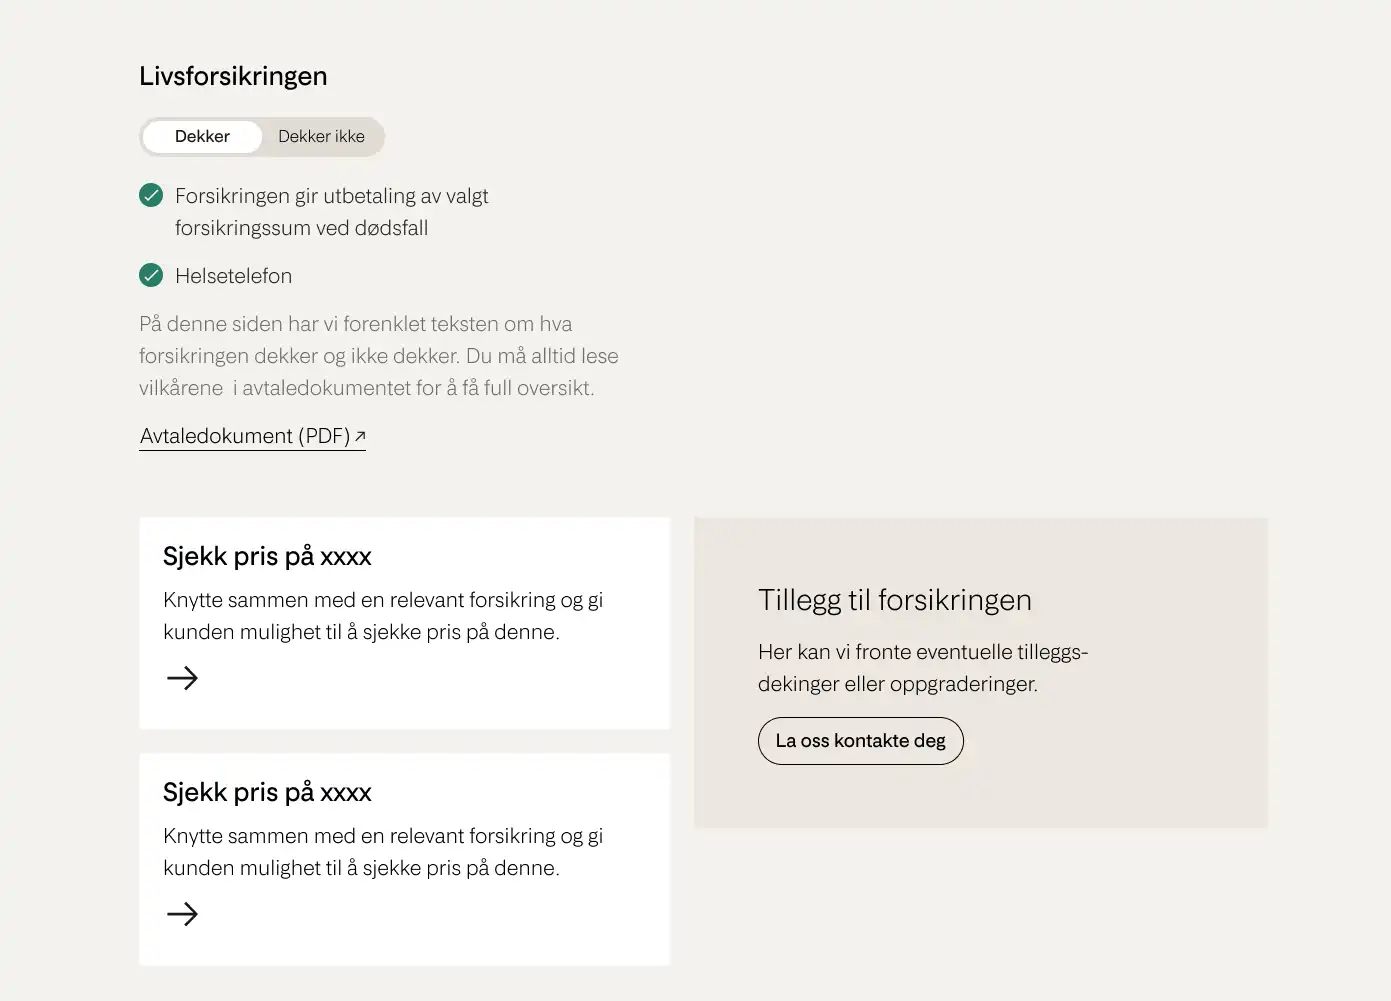 Livsforsikringen
Dekker
Dekker ikke
Forsikringen gir utbetaling av valgt
forsikringssum ved dødsfall
Helsetelefon
På denne siden har vi forenklet teksten om hva
forsikringen dekker og ikke dekker. Du må alltid lese
vilkårene  i avtaledokumentet for å få full oversikt.
Avtaledokument (PDF) ↗
Sjekk pris på xxxx
Knytte sammen med en relevant forsikring og gi
kunden mulighet til å sjekke pris på denne.
Sjekk pris på xxxx
Knytte sammen med en relevant forsikring og gi
kunden mulighet til å sjekke pris på denne.
Tillegg til forsikringen
Her kan vi fronte eventuelle tilleggs-
dekinger eller oppgraderinger.
La oss kontakte deg